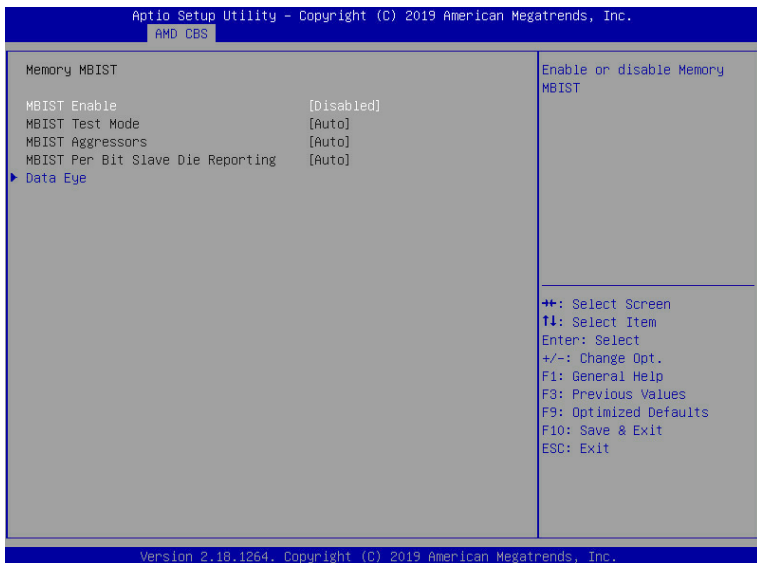 Aptio Setup Utility – Copyright (C) 2019 American Megatrends, Inc.
AMD CBS
Memory MBIST
MBIST Enable [Disabled]
MBIST Test Mode [Auto]
MBIST Aggressors [Auto]
MBIST Per Bit Slave Die Reporting [Auto]
Data Eye
Enable or disable Memory
MBIST
→←: Select Screen
↑↓: Select Item
Enter: Select
+/-: Change Opt.
F1: General Help
F3: Previous Values
F9: Optimized Defaults
F10: Save & Exit
ESC: Exit
Version 2.18.1264. Copyright (C) 2019 American Megatrends, Inc.